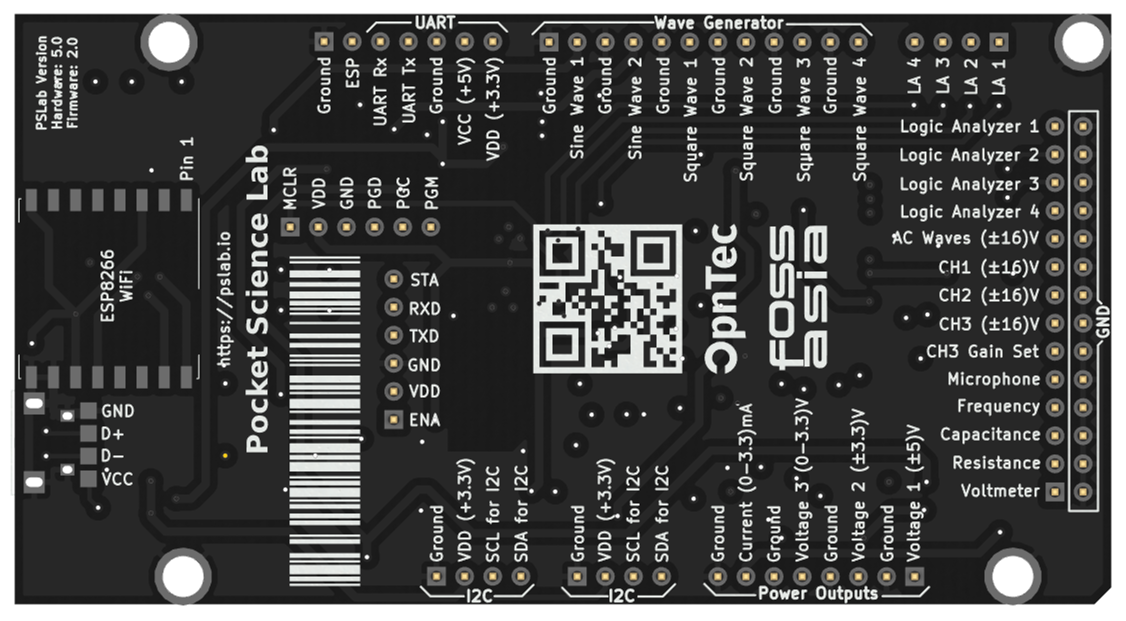 PSLab Version
Hardware: 5.0
Firmware: 2.0
UART
Ground
ESP
UART Rx
UART Tx
Ground
VCC (+5V)
VDD (+3.3V)
Wave Generator
Ground
Sine Wave 1
Ground
Sine Wave 2
Ground
Square Wave 1
Ground
Square Wave 2
Ground
Square Wave 3
Ground
Square Wave 4
LA 4
LA 3
LA 2
LA 1
Pin 1
ESP8266
WiFi
https://pslab.io
Pocket Science Lab
MCLR
VDD
GND
PGD
PGC
PGM
STA
RXD
TXD
GND
VDD
ENA
OpnTec
foss
asia
Logic Analyzer 1
Logic Analyzer 2
Logic Analyzer 3
Logic Analyzer 4
AC Waves (±16)V
CH1 (±16)V
CH2 (±16)V
CH3 (±16)V
CH3 Gain Set
Microphone
Frequency
Capacitance
Resistance
Voltmeter
GND
GND
D+
D−
VCC
Ground
VDD (+3.3V)
SCL for I2C
SDA for I2C
I2C
Ground
VDD (+3.3V)
SCL for I2C
SDA for I2C
I2C
Ground
Current (0−3.3)mA
Ground
Voltage 3 (0−3.3)V
Ground
Voltage 2 (±3.3)V
Ground
Voltage 1 (±5)V
Power Outputs